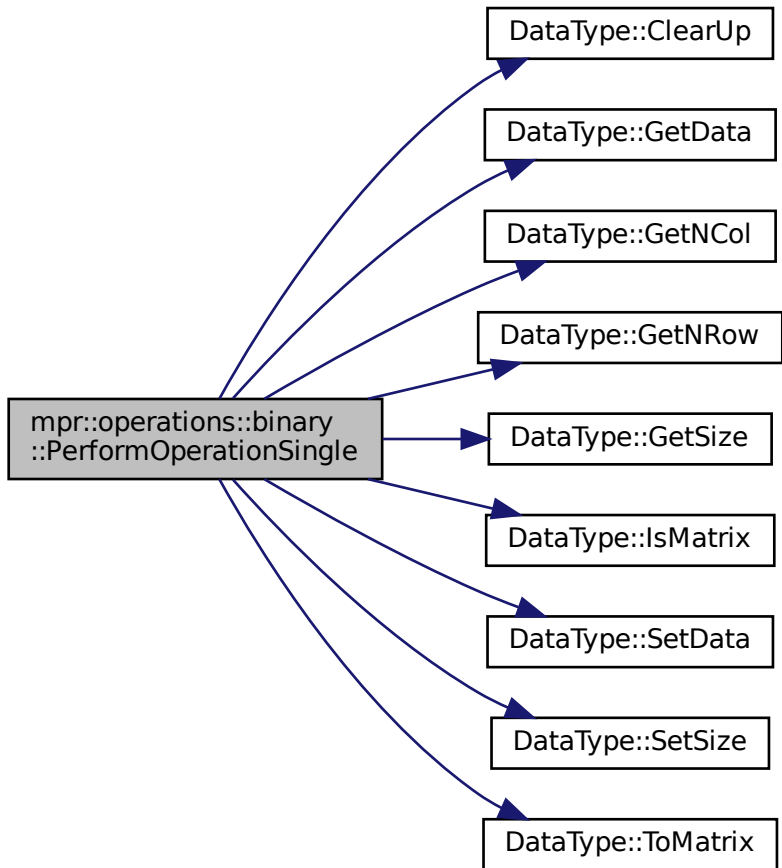 DataType::ClearUp
DataType::GetData
DataType::GetNCol
DataType::GetNRow
mpr::operations::binary
::PerformOperationSingle
DataType::GetSize
DataType::IsMatrix
DataType::SetData
DataType::SetSize
DataType::ToMatrix